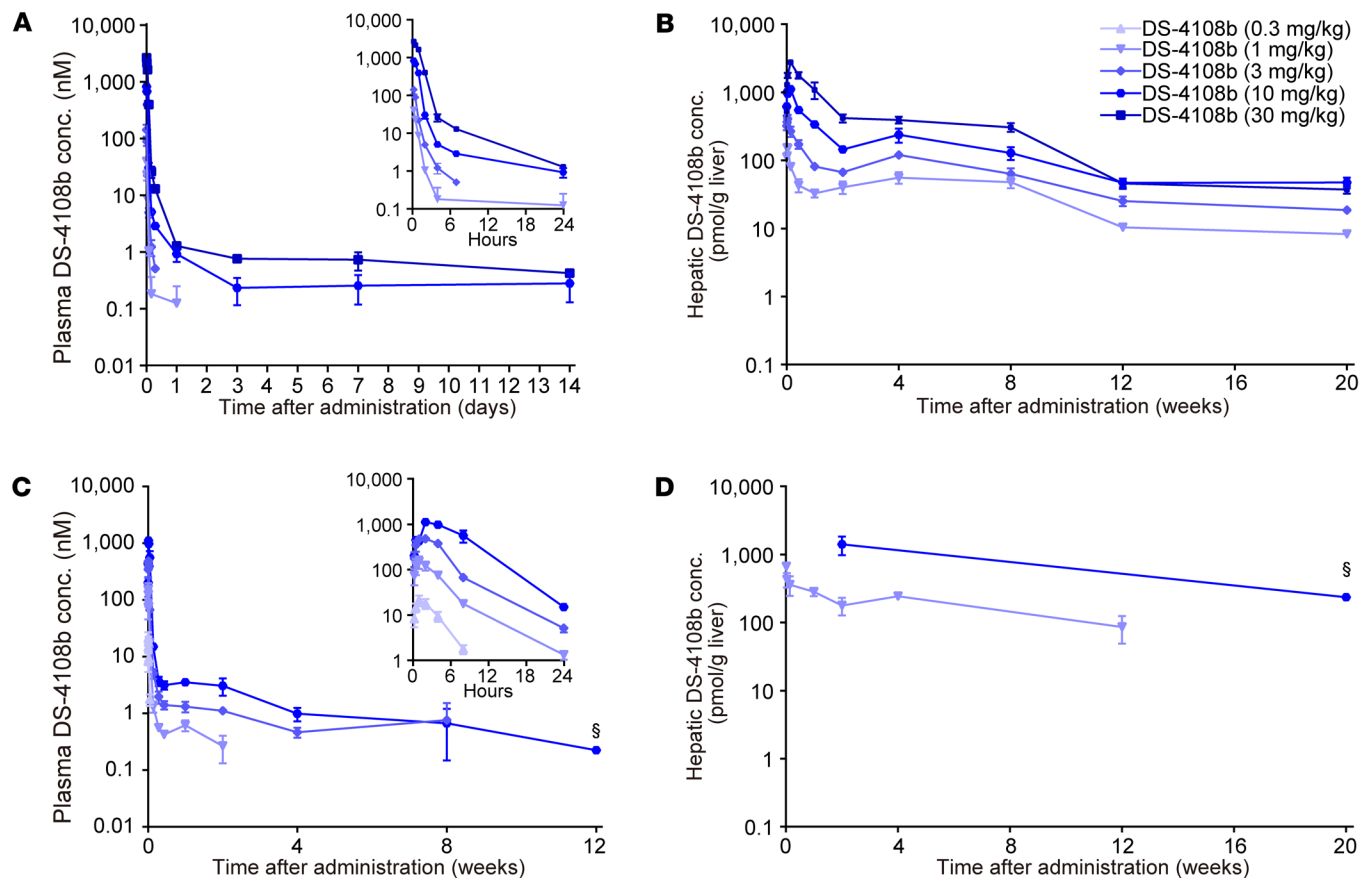 A
Plasma DS-4108b conc. (nM)
10,000
1,000
100
10
1
0.1
0.01
0 1 2 3 4 5 6 7 8 9 10 11 12 13 14
Time after administration (days)
10,000
1,000
100
10
1
0.1
0 6 12 18 24
Hours
B
Hepatic DS-4108b conc.
(pmol/g liver)
10,000
1,000
100
10
1
0.1
0 4 8 12 16 20
Time after administration (weeks)
DS-4108b (0.3 mg/kg)
DS-4108b (1 mg/kg)
DS-4108b (3 mg/kg)
DS-4108b (10 mg/kg)
DS-4108b (30 mg/kg)
C
Plasma DS-4108b conc. (nM)
10,000
1,000
100
10
1
0.1
0.01
0 4 8 12
Time after administration (weeks)
§
10,000
1,000
100
10
1
0 6 12 18 24
Hours
D
Hepatic DS-4108b conc.
(pmol/g liver)
10,000
1,000
100
10
1
0.1
0 4 8 12 16 20
Time after administration (weeks)
§